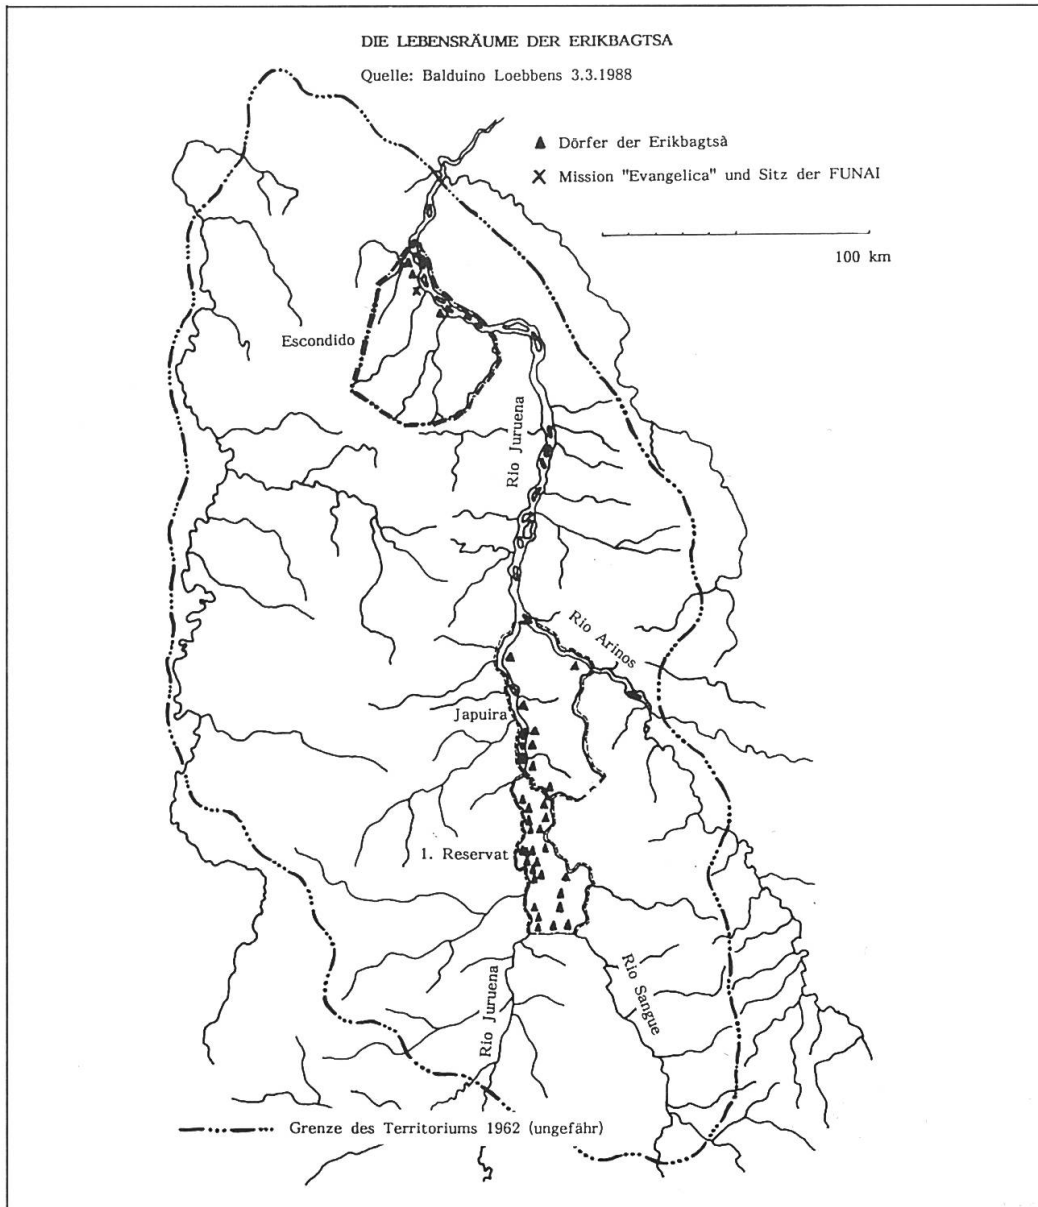 DIE LEBENSRÄUME DER ERIKBAGTSA
Quelle: Balduino Loebbens 3.3.1988
Dörfer der Erikbagtsà
Mission "Evangelica" und Sitz der FUNAI
100 km
Escondido
Rio Juruena
Rio Arinos
Japuira
1. Reservat
Rio Juruena
Rio Sangue
Grenze des Territoriums 1962 (ungefähr)